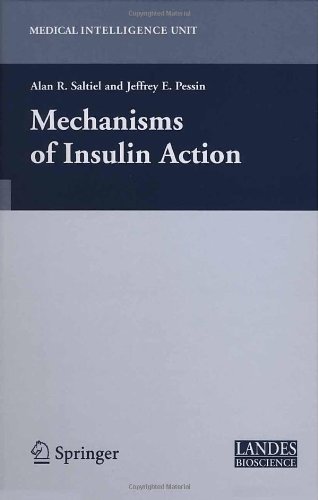 MEDICAL INTELLIGENCE UNIT
Alan R. Saltiel and Jeffrey E. Pessin
Mechanisms
of Insulin Action
Springer
LANDES
BIOSCIENCE